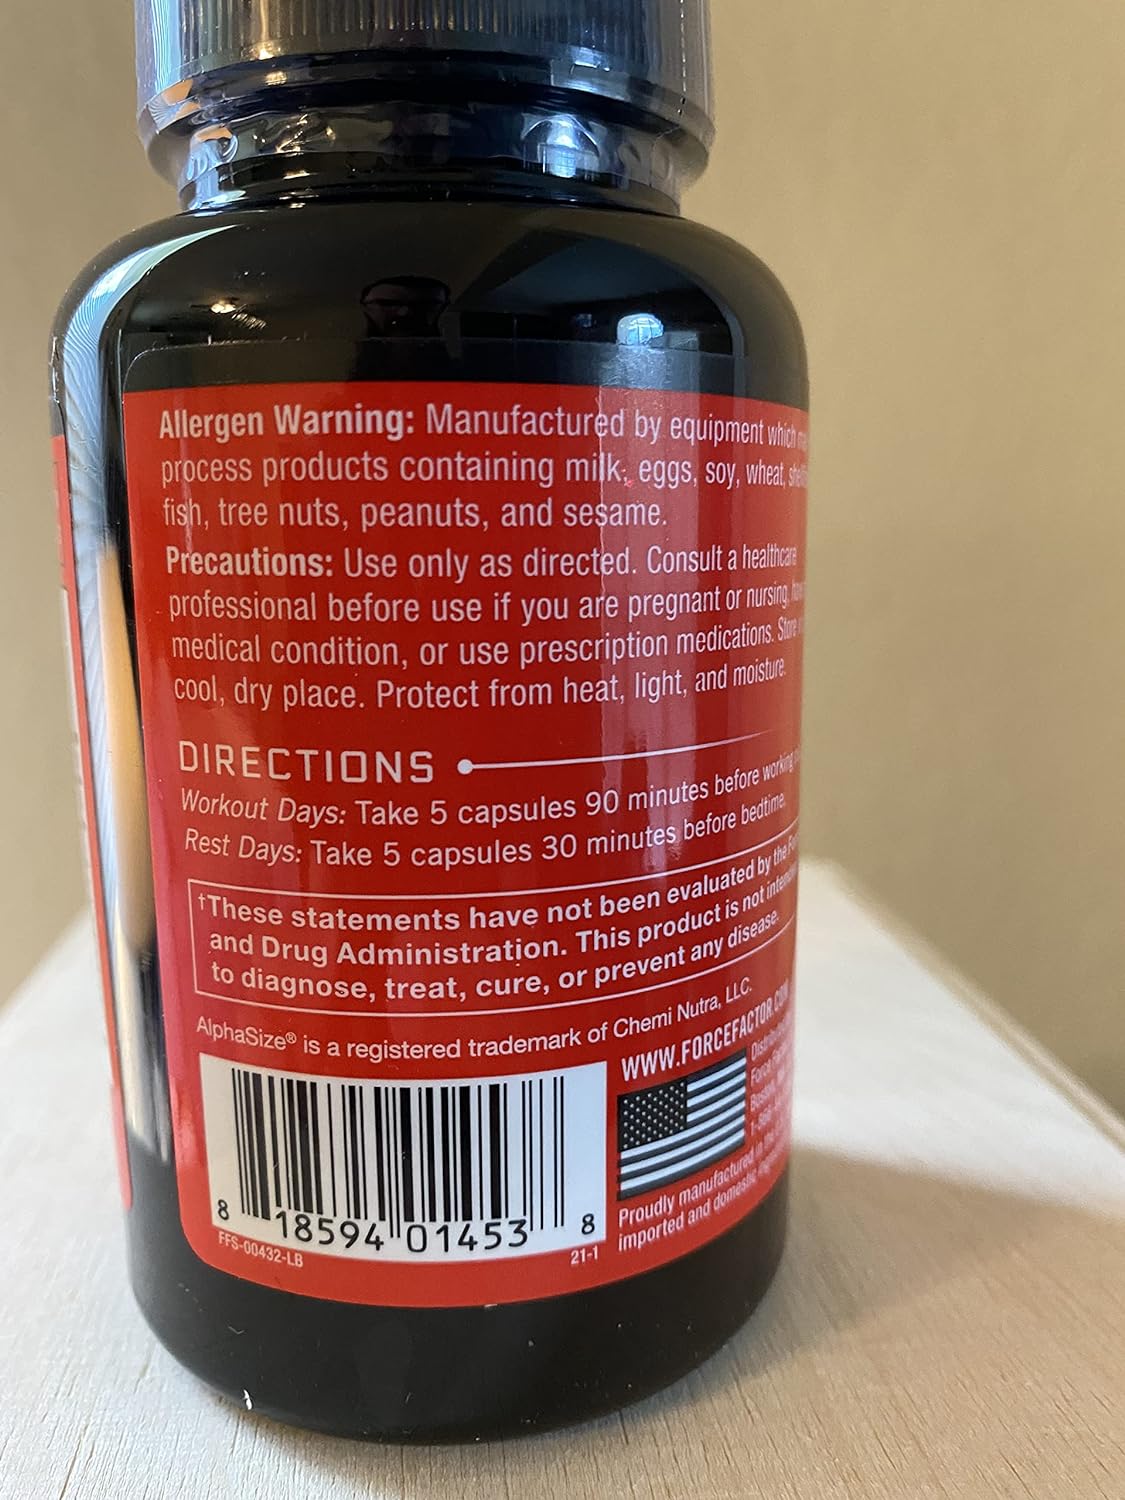 Allergen Warning: Manufactured by equipment which
process products containing milk, eggs, soy, wheat,
fish, tree nuts, peanuts, and sesame.
Precautions: Use only as directed. Consult a healthcare
professional before use if you are pregnant or nursing,
medical condition, or use prescription medications. Store
cool, dry place. Protect from heat, light, and moisture.
DIRECTIONS
Workout Days: Take 5 capsules 90 minutes before working
Rest Days: Take 5 capsules 30 minutes before bedtime.
†These statements have not been evaluated by the
and Drug Administration. This product is not
to diagnose, treat, cure, or prevent any disease.
AlphaSize® is a registered trademark of Chemi Nutra, LLC.
WWW.FORCEFACTOR.COM
Force
Boston,
Proudly manufactured in the
imported and domestic
8 18594 01453 8
FFS-00432-LB
21-1